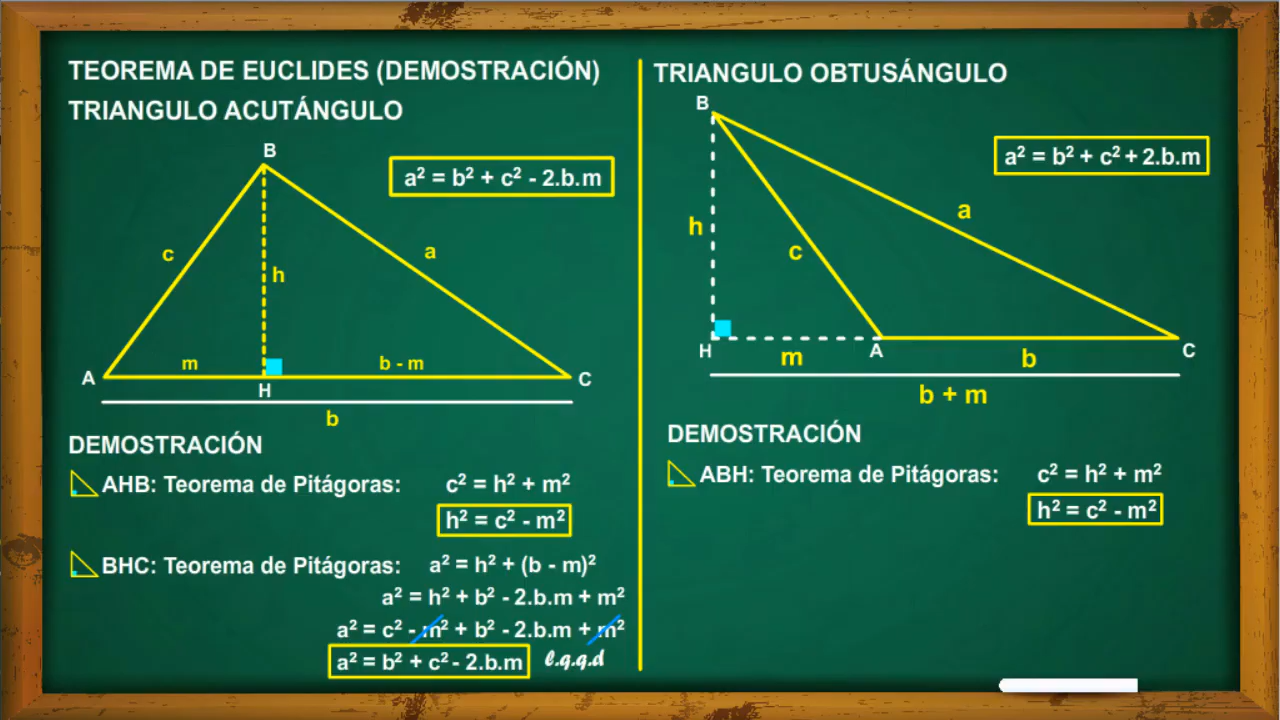 TEOREMA DE EUCLIDES (DEMOSTRACIÓN)
TRIANGULO ACUTÁNGULO
B
a² = b² + c² - 2.b.m
c
a
h
m
b - m
A
H
C
b
DEMOSTRACIÓN
AHB: Teorema de Pitágoras: c² = h² + m²
h² = c² - m²
BHC: Teorema de Pitágoras: a² = h² + (b - m)²
a² = h² + b² - 2.b.m + m²
a² = c² - m² + b² - 2.b.m + m²
a² = b² + c² - 2.b.m l.q.q.d
TRIANGULO OBTUSÁNGULO
B
a² = b² + c² + 2.b.m
a
h
c
H
m
A
b
C
b + m
DEMOSTRACIÓN
ABH: Teorema de Pitágoras: c² = h² + m²
h² = c² - m²